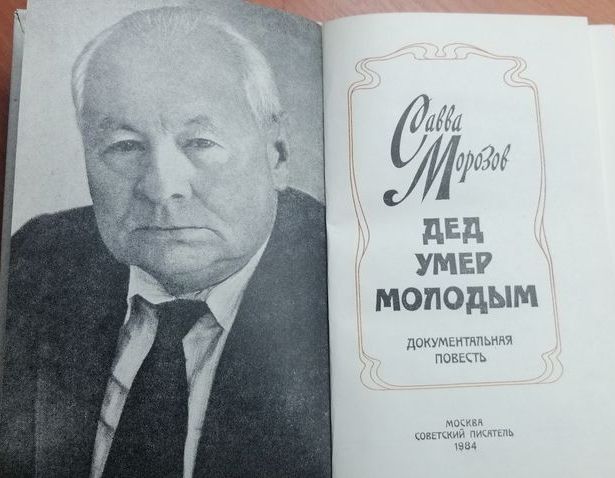 Савва
Морозов
ДЕД
УМЕР
МОЛОДЫМ
ДОКУМЕНТАЛЬНАЯ
ПОВЕСТЬ
МОСКВА
СОВЕТСКИЙ ПИСАТЕЛЬ
1984